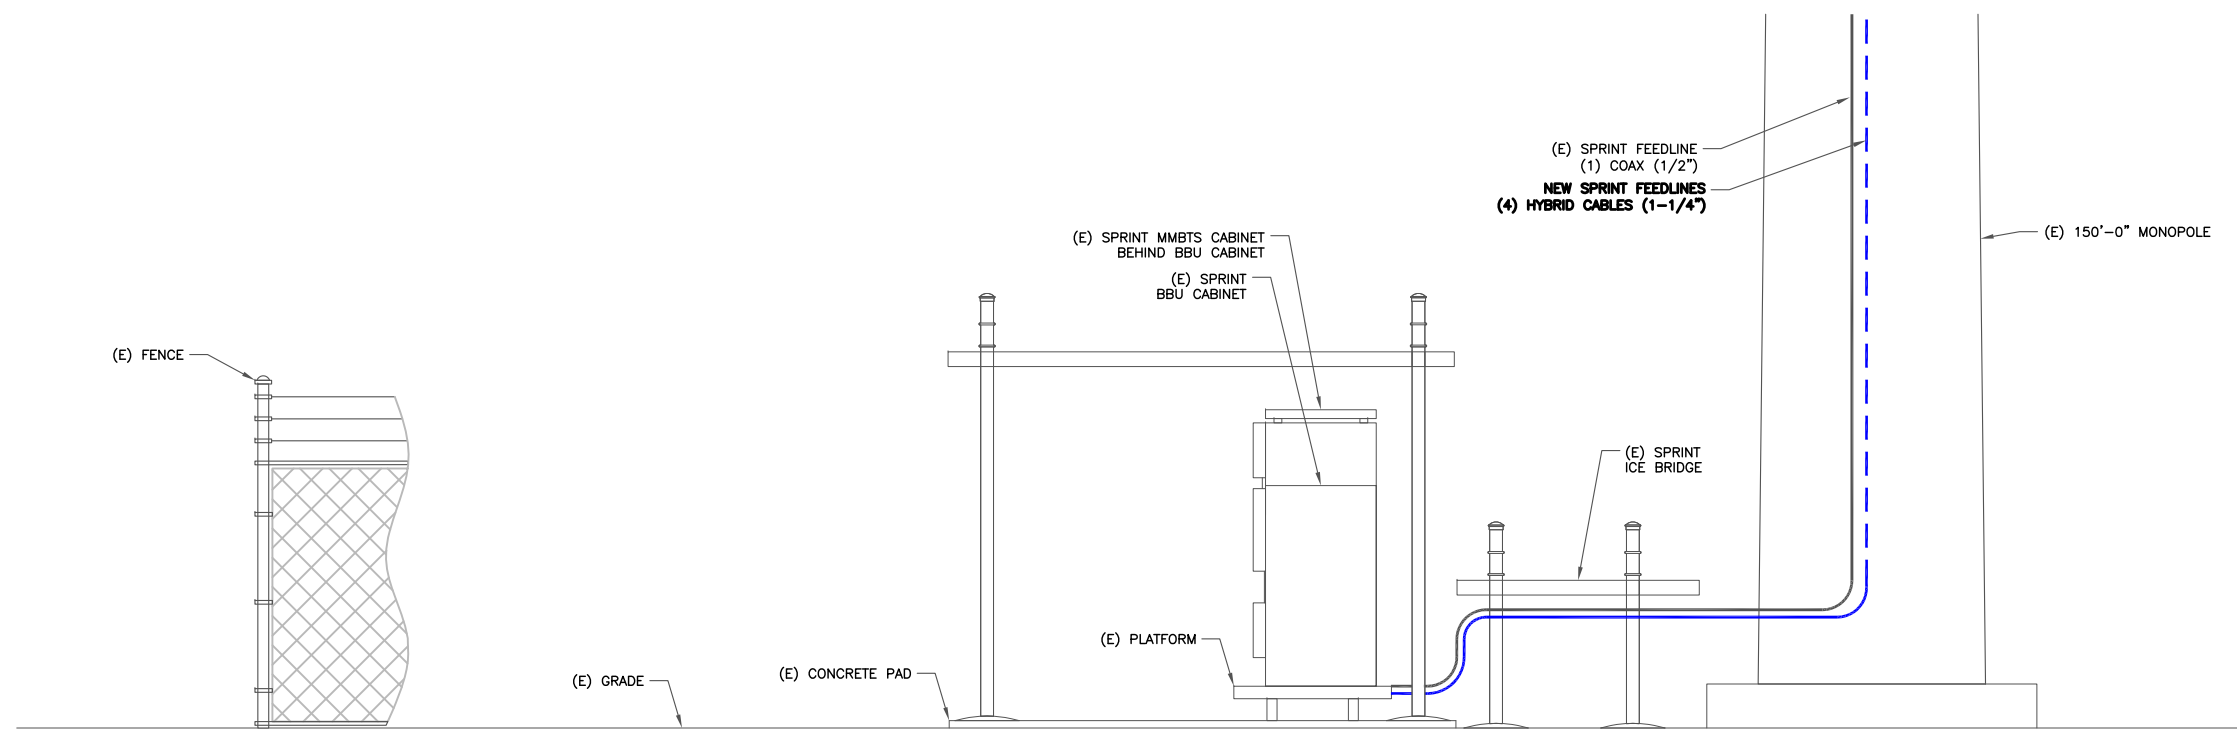 (E) SPRINT FEEDLINE
(1) COAX (1/2")
NEW SPRINT FEEDLINES
(4) HYBRID CABLES (1-1/4")
(E) SPRINT MMBTS CABINET
BEHIND BBU CABINET
(E) SPRINT
BBU CABINET
(E) 150'-0" MONOPOLE
(E) FENCE
(E) SPRINT
ICE BRIDGE
(E) PLATFORM
(E) CONCRETE PAD
(E) GRADE